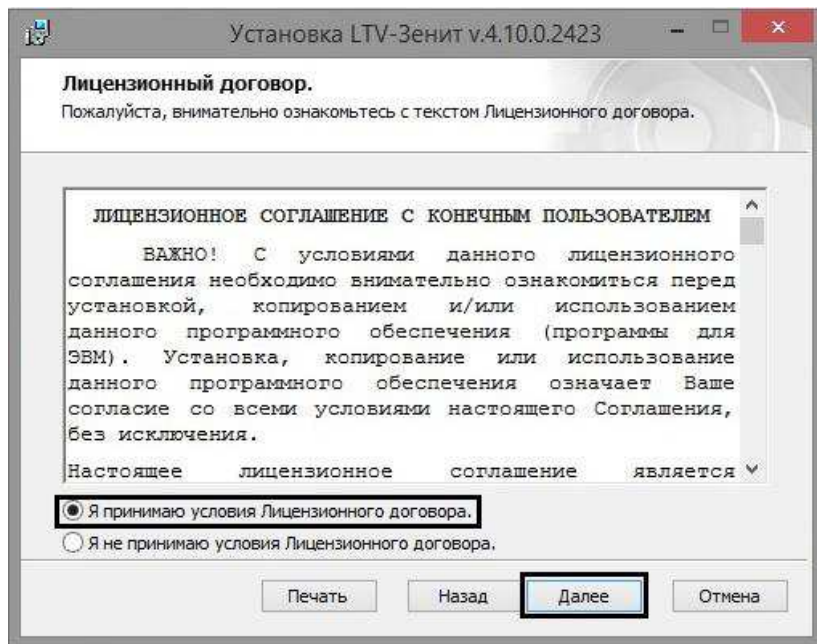 Установка LTV-Зенит v.4.10.0.2423
Лицензионный договор.
Пожалуйста, внимательно ознакомьтесь с текстом Лицензионного договора.
ЛИЦЕНЗИОННОЕ СОГЛАШЕНИЕ С КОНЕЧНЫМ ПОЛЬЗОВАТЕЛЕМ
ВАЖНО! С условиями данного лицензионного
соглашения необходимо внимательно ознакомиться перед
установкой, копированием и/или использованием
данного программного обеспечения (программы для
ЭВМ). Установка, копирование или использование
данного программного обеспечения означает Ваше
согласие со всеми условиями настоящего Соглашения,
без исключения.
Настоящее лицензионное соглашение является
Я принимаю условия Лицензионного договора.
Я не принимаю условия Лицензионного договора.
Печать Назад Далее Отмена